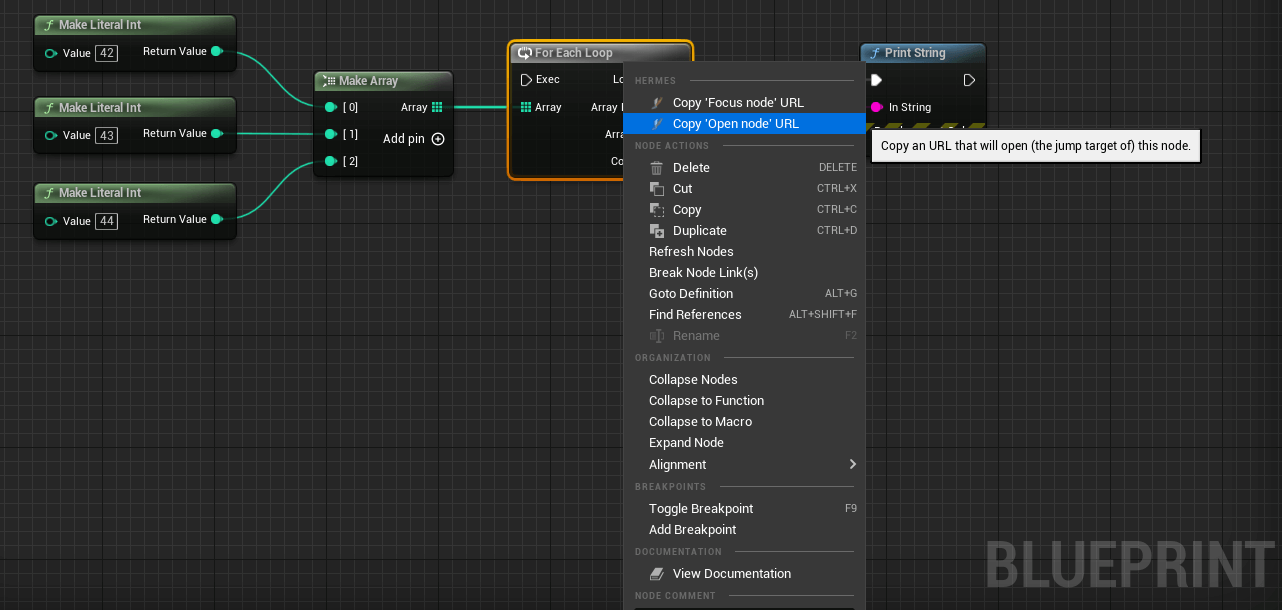 Make Literal Int
Value 42 Return Value
Make Literal Int
Value 43 Return Value
Make Literal Int
Value 44 Return Value
Make Array
[ 0] Array
[ 1]
Add pin
[ 2]
For Each Loop
Exec
Array Array
Print String
In String
HERMES
Copy 'Focus node' URL
Copy 'Open node' URL
Copy an URL that will open (the jump target of) this node.
NODE ACTIONS
Delete DELETE
Cut CTRL+X
Copy CTRL+C
Duplicate CTRL+D
Refresh Nodes
Break Node Link(s)
Goto Definition ALT+G
Find References ALT+SHIFT+F
Rename F2
ORGANIZATION
Collapse Nodes
Collapse to Function
Collapse to Macro
Expand Node
Alignment
BREAKPOINTS
Toggle Breakpoint F9
Add Breakpoint
DOCUMENTATION
View Documentation
NODE COMMENT
BLUEPRINT